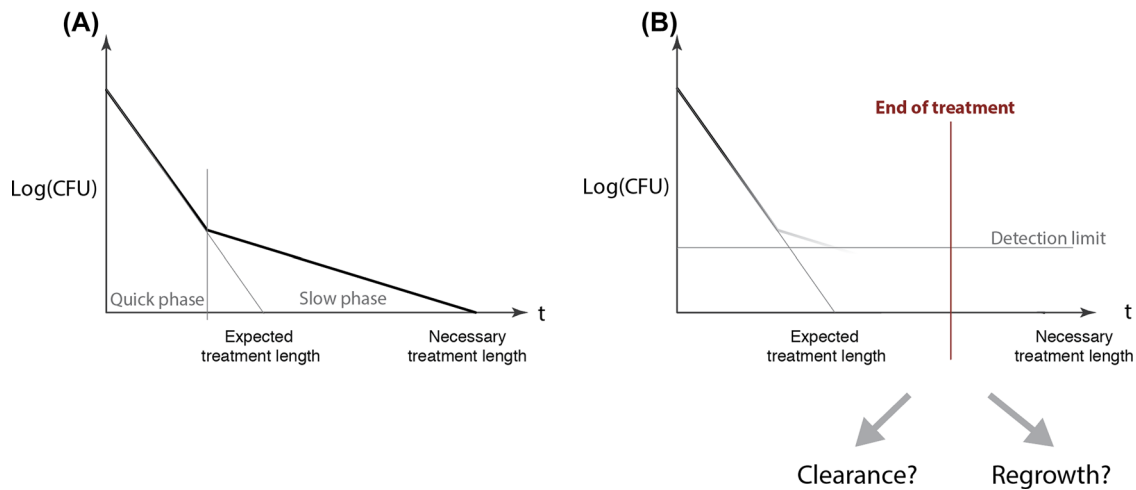 (A)
Log(CFU)
Quick phase
Slow phase
t
Expected
treatment length
Necessary
treatment length
(B)
End of treatment
Log(CFU)
Detection limit
t
Expected
treatment length
Necessary
treatment length
Clearance?
Regrowth?